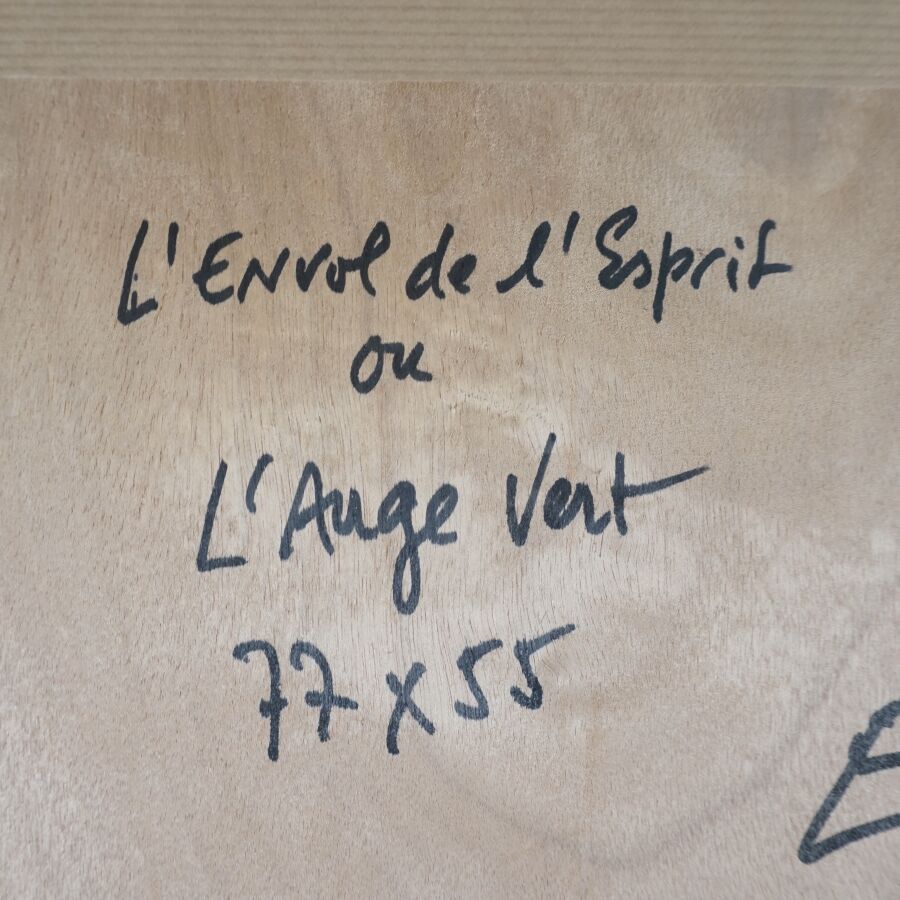 L'Envol de l'Esprit
ou
L'Ange Vert
77 x 55
E